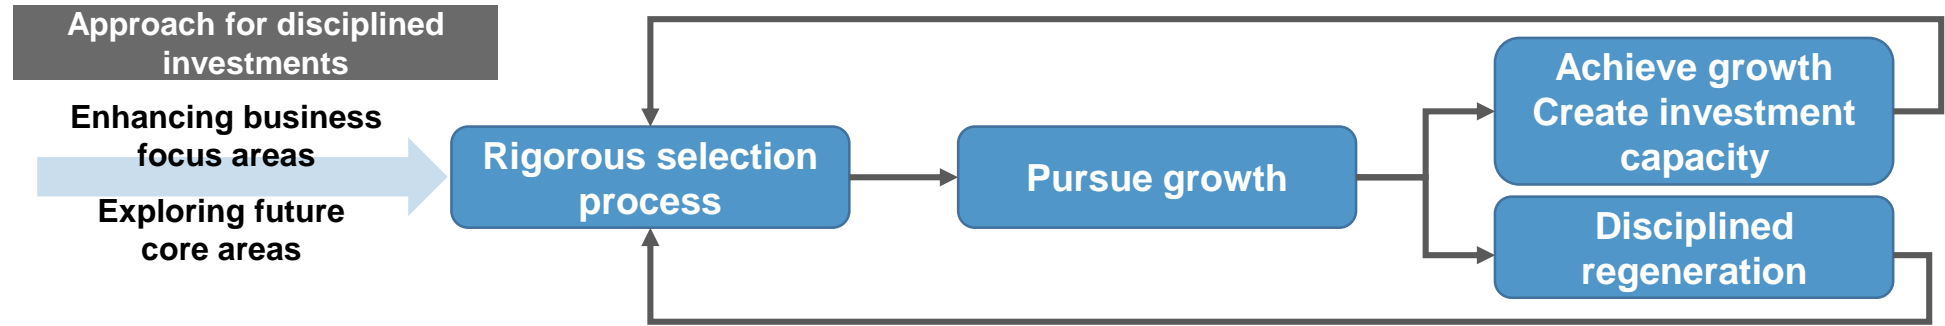 Approach for disciplined
investments
Enhancing business
focus areas
Exploring future
core areas
Rigorous selection
process
Pursue growth
Achieve growth
Create investment
capacity
Disciplined
regeneration